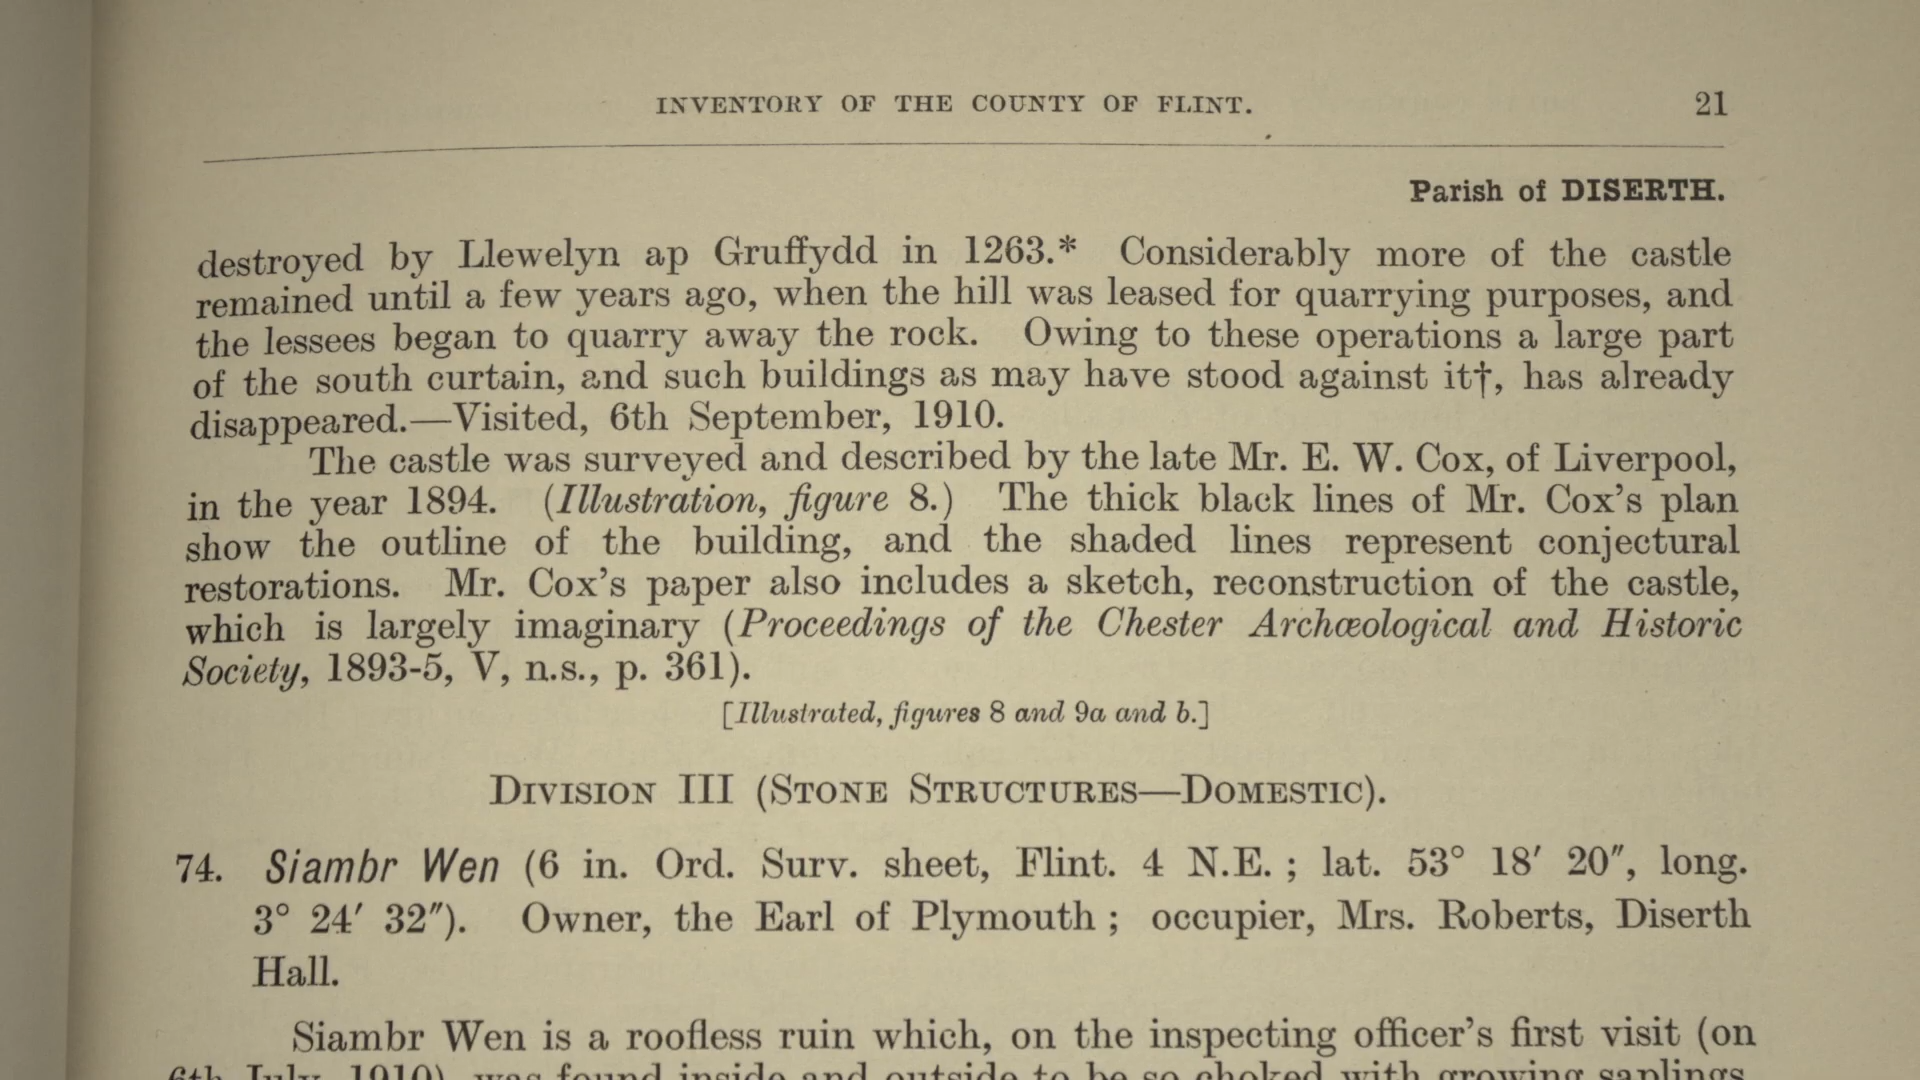 INVENTORY OF THE COUNTY OF FLINT. 21
Parish of DISERTH.
destroyed by Llewelyn ap Gruffydd in 1263.* Considerably more of the castle
remained until a few years ago, when the hill was leased for quarrying purposes, and
the lessees began to quarry away the rock. Owing to these operations a large part
of the south curtain, and such buildings as may have stood against it†, has already
disappeared.—Visited, 6th September, 1910.
The castle was surveyed and described by the late Mr. E. W. Cox, of Liverpool,
in the year 1894. (Illustration, figure 8.) The thick black lines of Mr. Cox's plan
show the outline of the building, and the shaded lines represent conjectural
restorations. Mr. Cox's paper also includes a sketch, reconstruction of the castle,
which is largely imaginary (Proceedings of the Chester Archæological and Historic
Society, 1893-5, V, n.s., p. 361).
[Illustrated, figures 8 and 9a and b.]
DIVISION III (STONE STRUCTURES—DOMESTIC).
74. Siambr Wen (6 in. Ord. Surv. sheet, Flint. 4 N.E. ; lat. 53° 18′ 20″, long.
3° 24′ 32″). Owner, the Earl of Plymouth ; occupier, Mrs. Roberts, Diserth
Hall.
Siambr Wen is a roofless ruin which, on the inspecting officer's first visit (on
6th July, 1910), was found inside and outside to be so choked with growing saplings